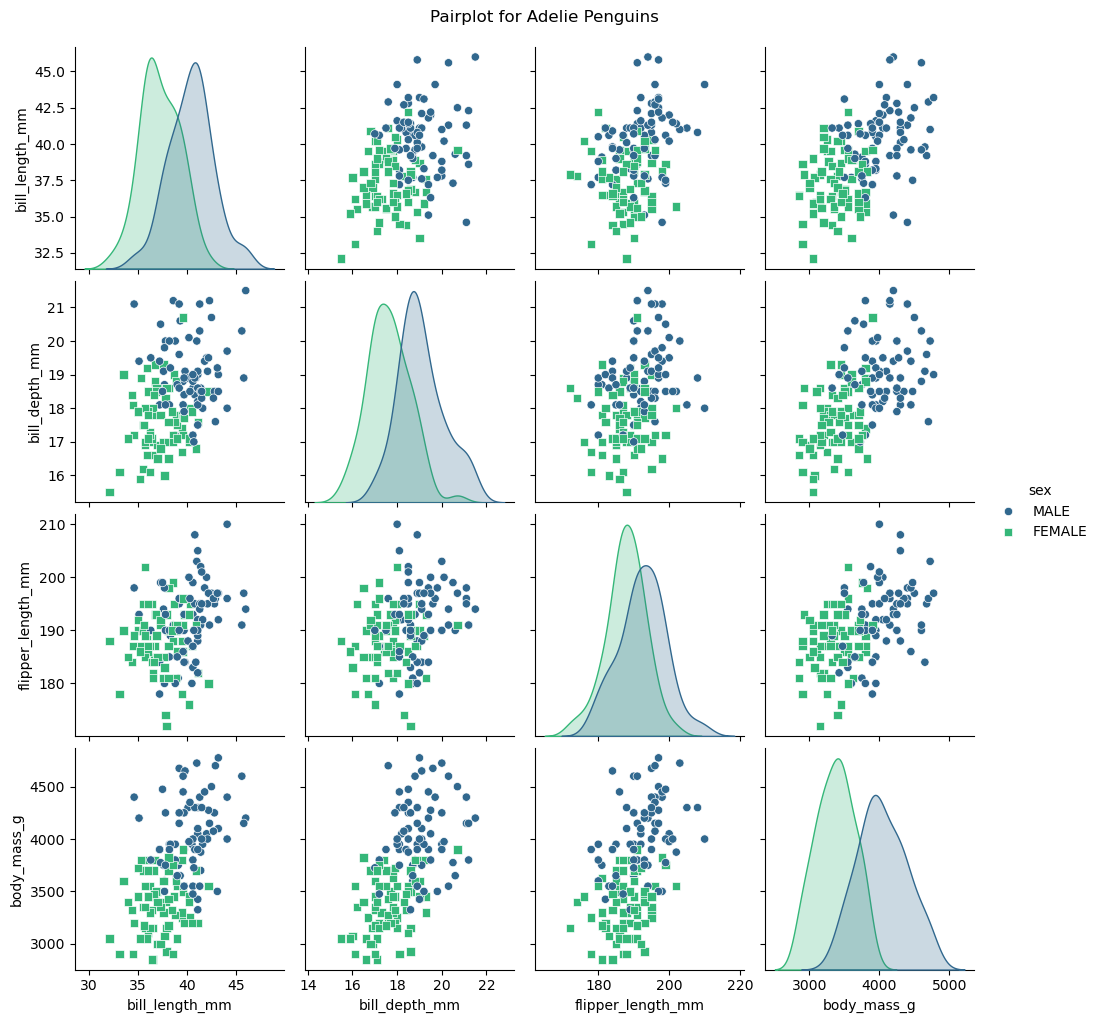 Pairplot for Adelie Penguins
45.0
42.5
40.0
37.5
35.0
32.5
bill_length_mm
21
20
19
18
17
16
bill_depth_mm
sex
MALE
FEMALE
210
200
190
180
flipper_length_mm
4500
4000
3500
3000
body_mass_g
30 35 40 45
14 16 18 20 22
180 200 220
3000 4000 5000
bill_length_mm
bill_depth_mm
flipper_length_mm
body_mass_g